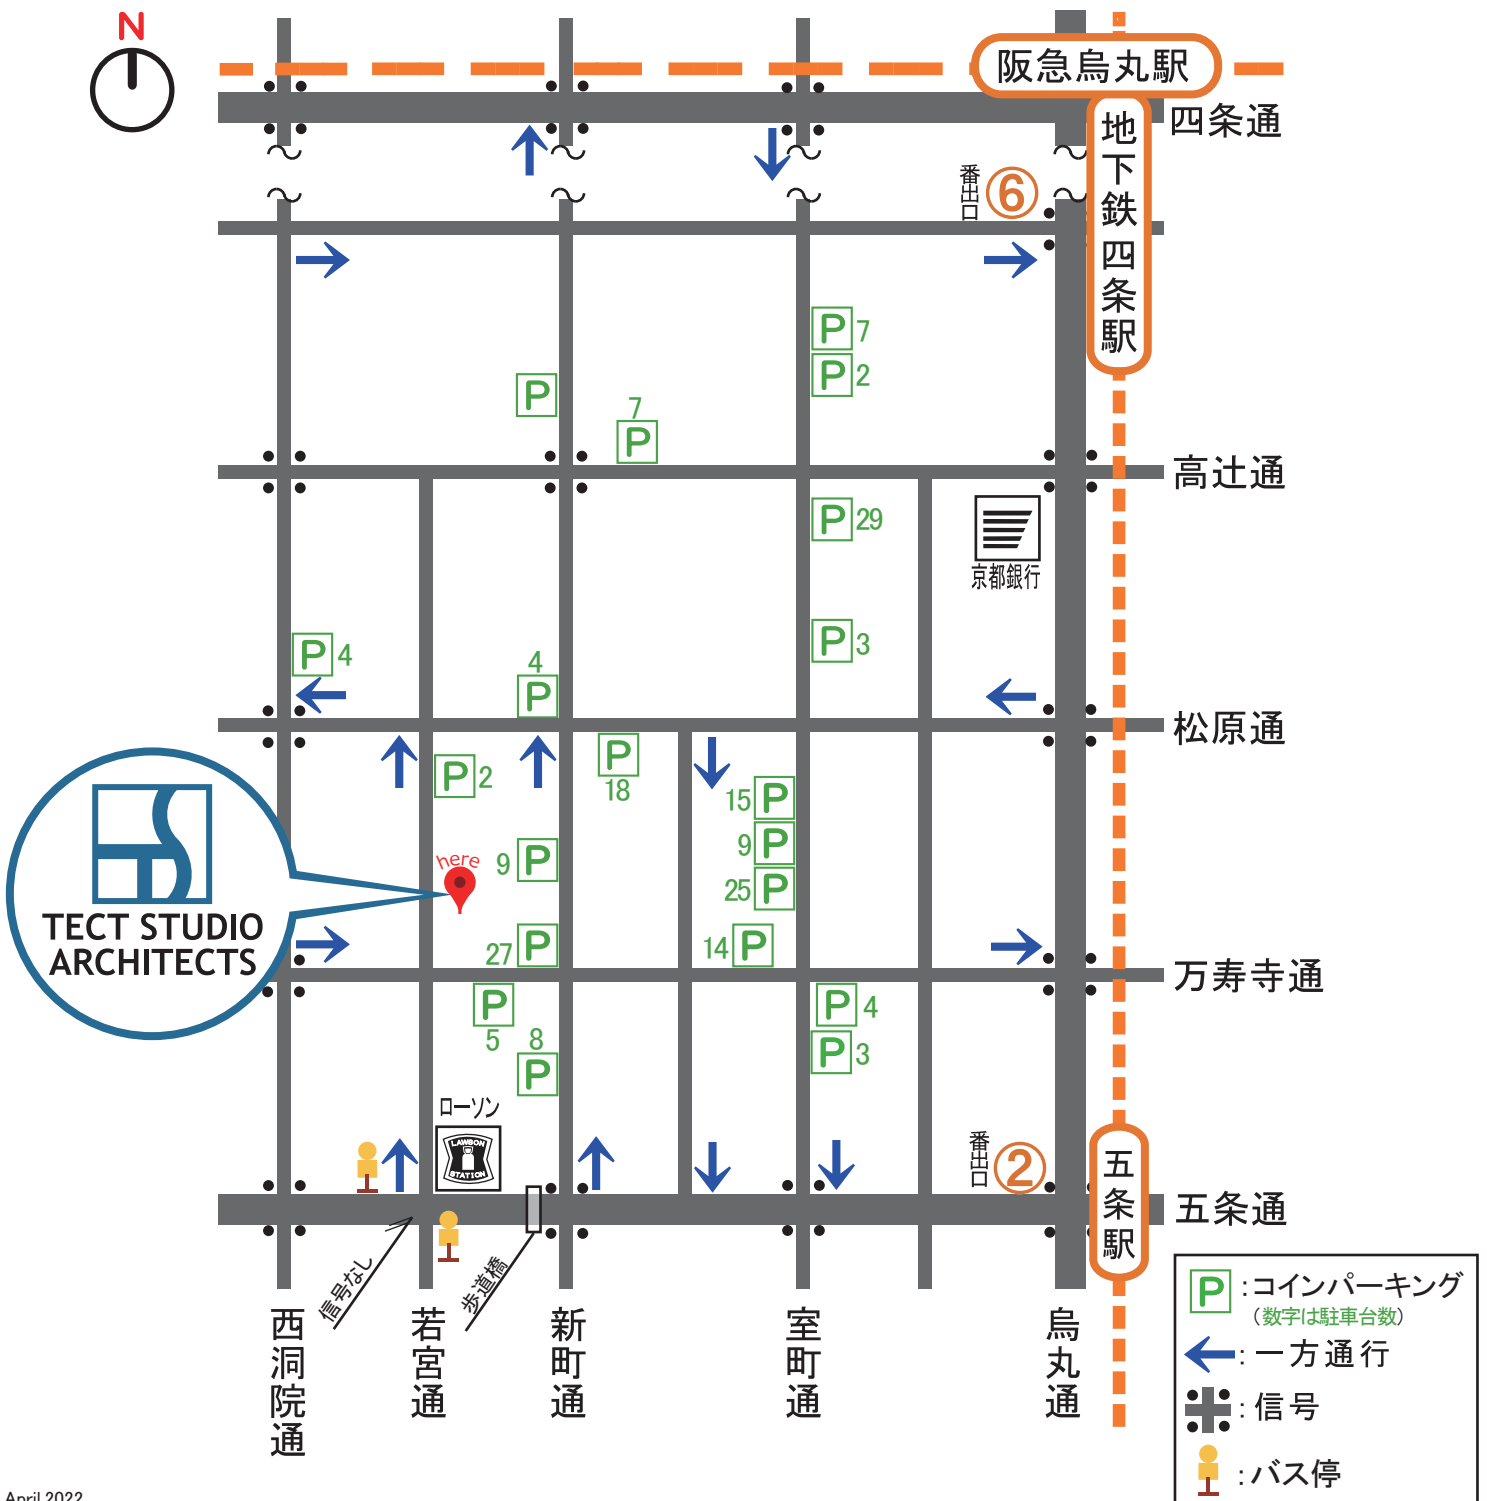 N
阪急烏丸駅
四条通
地下鉄四条駅
6
番出口
P 7
P 2
P
7
P
高辻通
P 29
京都銀行
P 3
P 4
4
P
松原通
P 2
P
18
15 P
9 P
25 P
14 P
here
9 P
27 P
TECT STUDIO
ARCHITECTS
万寿寺通
P
5
8
P
P 4
P 3
ローソン
LAWSON
STATION
2
番出口
五条駅
五条通
信号なし
歩道橋
西洞院通
若宮通
新町通
室町通
烏丸通
P :コインパーキング
(数字は駐車台数)
:一方通行
:信号
:バス停
April 2022